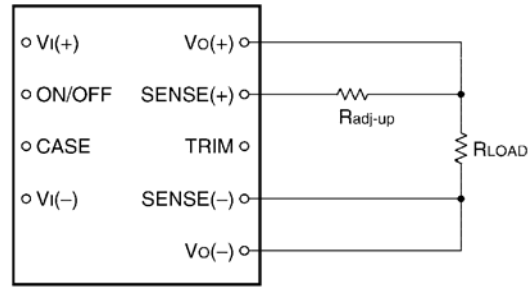 VI(+) VO(+)
ON/OFF SENSE(+)
Radj-up
CASE TRIM RLOAD
VI(–) SENSE(–)
VO(–)